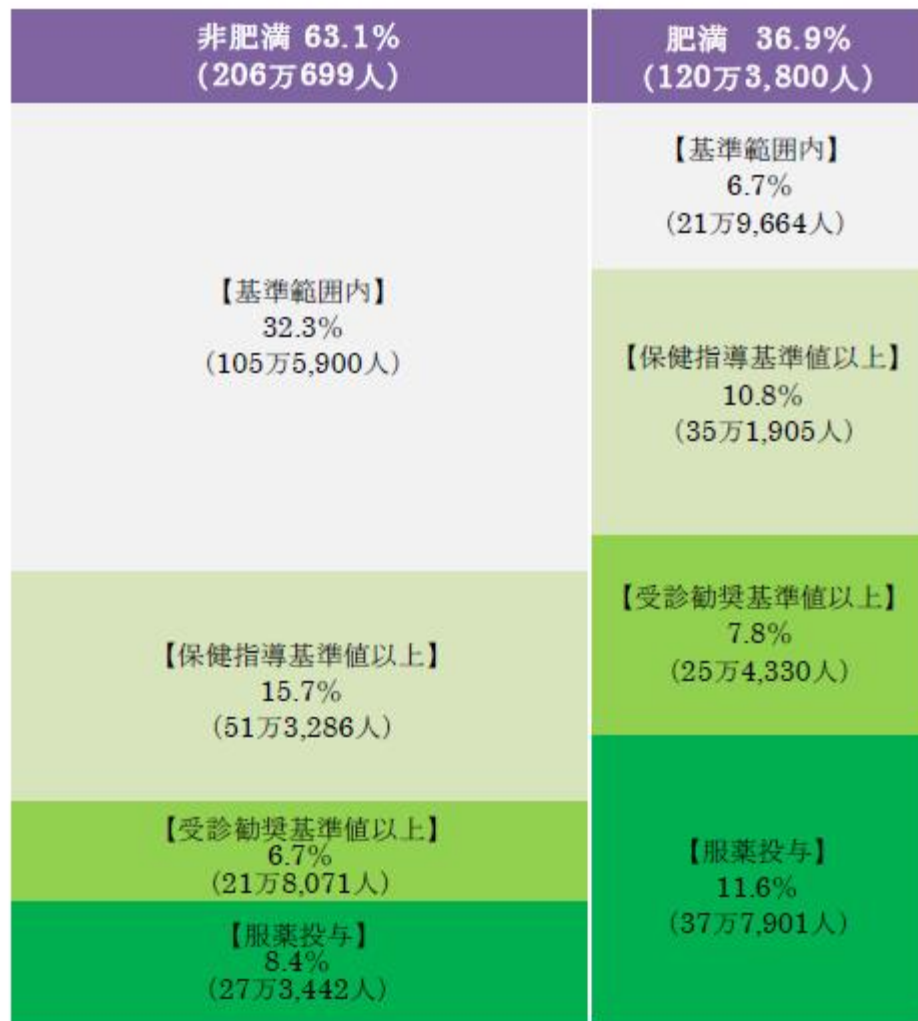 非肥満 63.1%
(206万699人)
【基準範囲内】
32.3%
(105万5,900人)
【保健指導基準値以上】
15.7%
(51万3,286人)
【受診勧奨基準値以上】
6.7%
(21万8,071人)
【服薬投与】
8.4%
(27万3,442人)
肥満 36.9%
(120万3,800人)
【基準範囲内】
6.7%
(21万9,664人)
【保健指導基準値以上】
10.8%
(35万1,905人)
【受診勧奨基準値以上】
7.8%
(25万4,330人)
【服薬投与】
11.6%
(37万7,901人)